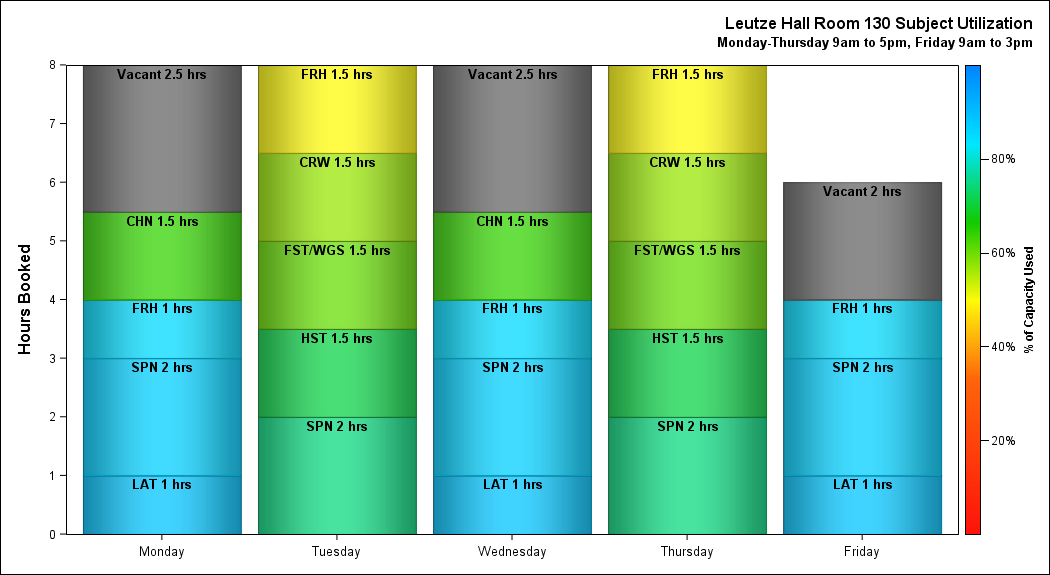 Leutze Hall Room 130 Subject Utilization
Monday-Thursday 9am to 5pm, Friday 9am to 3pm
Hours Booked
8
7
6
5
4
3
2
1
0
Vacant 2.5 hrs
CHN 1.5 hrs
FRH 1 hrs
SPN 2 hrs
LAT 1 hrs
FRH 1.5 hrs
CRW 1.5 hrs
FST/WGS 1.5 hrs
HST 1.5 hrs
SPN 2 hrs
Vacant 2.5 hrs
CHN 1.5 hrs
FRH 1 hrs
SPN 2 hrs
LAT 1 hrs
FRH 1.5 hrs
CRW 1.5 hrs
FST/WGS 1.5 hrs
HST 1.5 hrs
SPN 2 hrs
Vacant 2 hrs
FRH 1 hrs
SPN 2 hrs
LAT 1 hrs
Monday
Tuesday
Wednesday
Thursday
Friday
80%
60%
40%
20%
% of Capacity Used